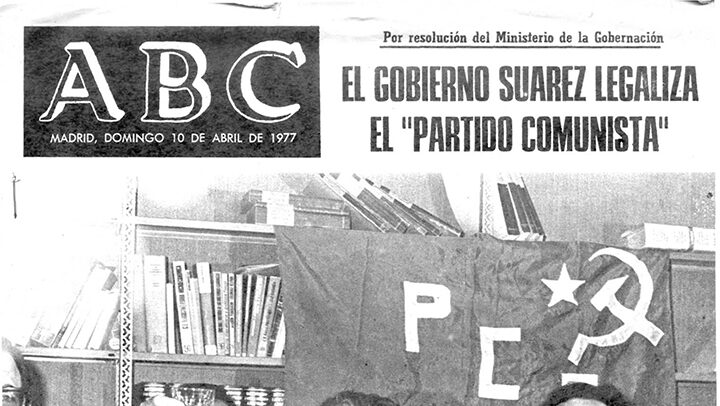 ABC
MADRID, DOMINGO 10 DE ABRIL DE 1977
Por resolución del Ministerio de la Gobernación
EL GOBIERNO SUAREZ LEGALIZA
EL "PARTIDO COMUNISTA"
P
C